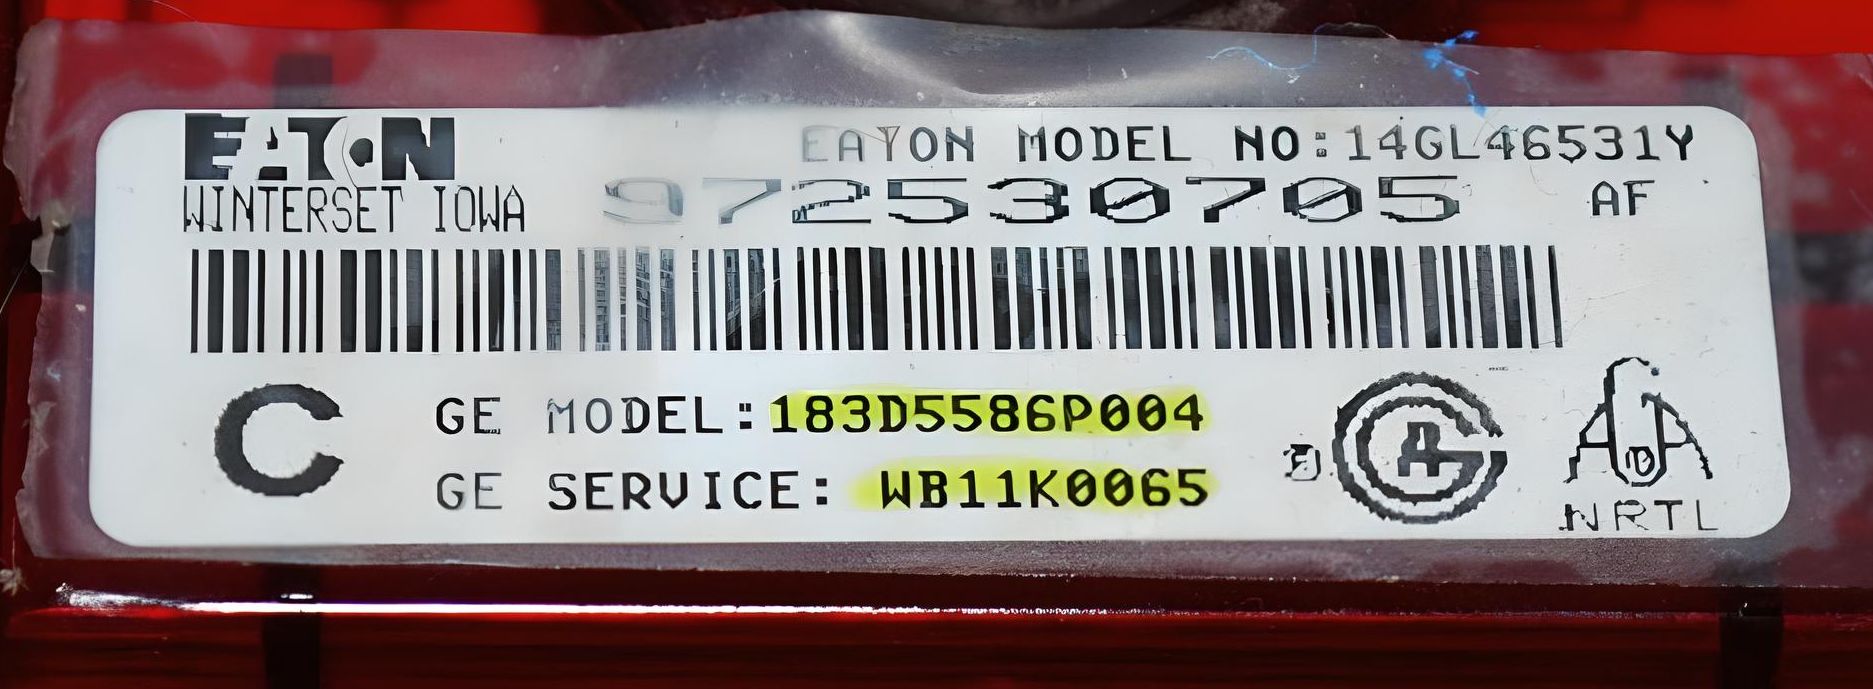 EATON
EATON MODEL NO:14GL46531Y
WINTERSET IOWA
972530705
AF
C
GE MODEL:183D5586P004
GE SERVICE: WB11K0065
NRTL